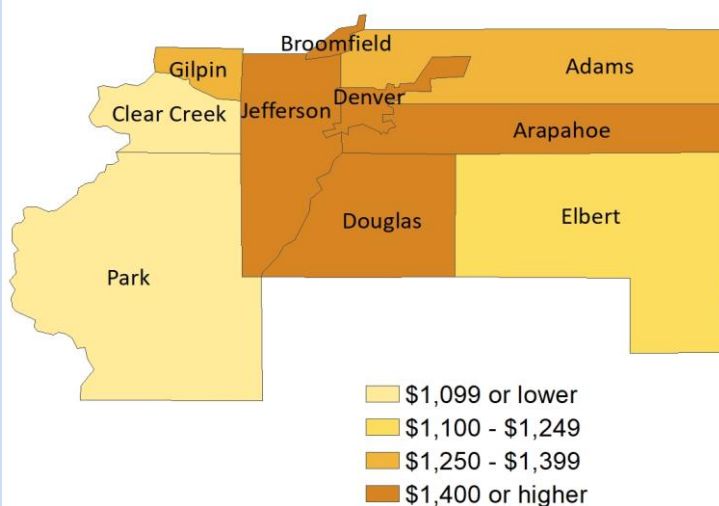 Broomfield
Gilpin
Adams
Clear Creek
Jefferson
Denver
Arapahoe
Douglas
Elbert
Park
$1,099 or lower
$1,100 - $1,249
$1,250 - $1,399
$1,400 or higher